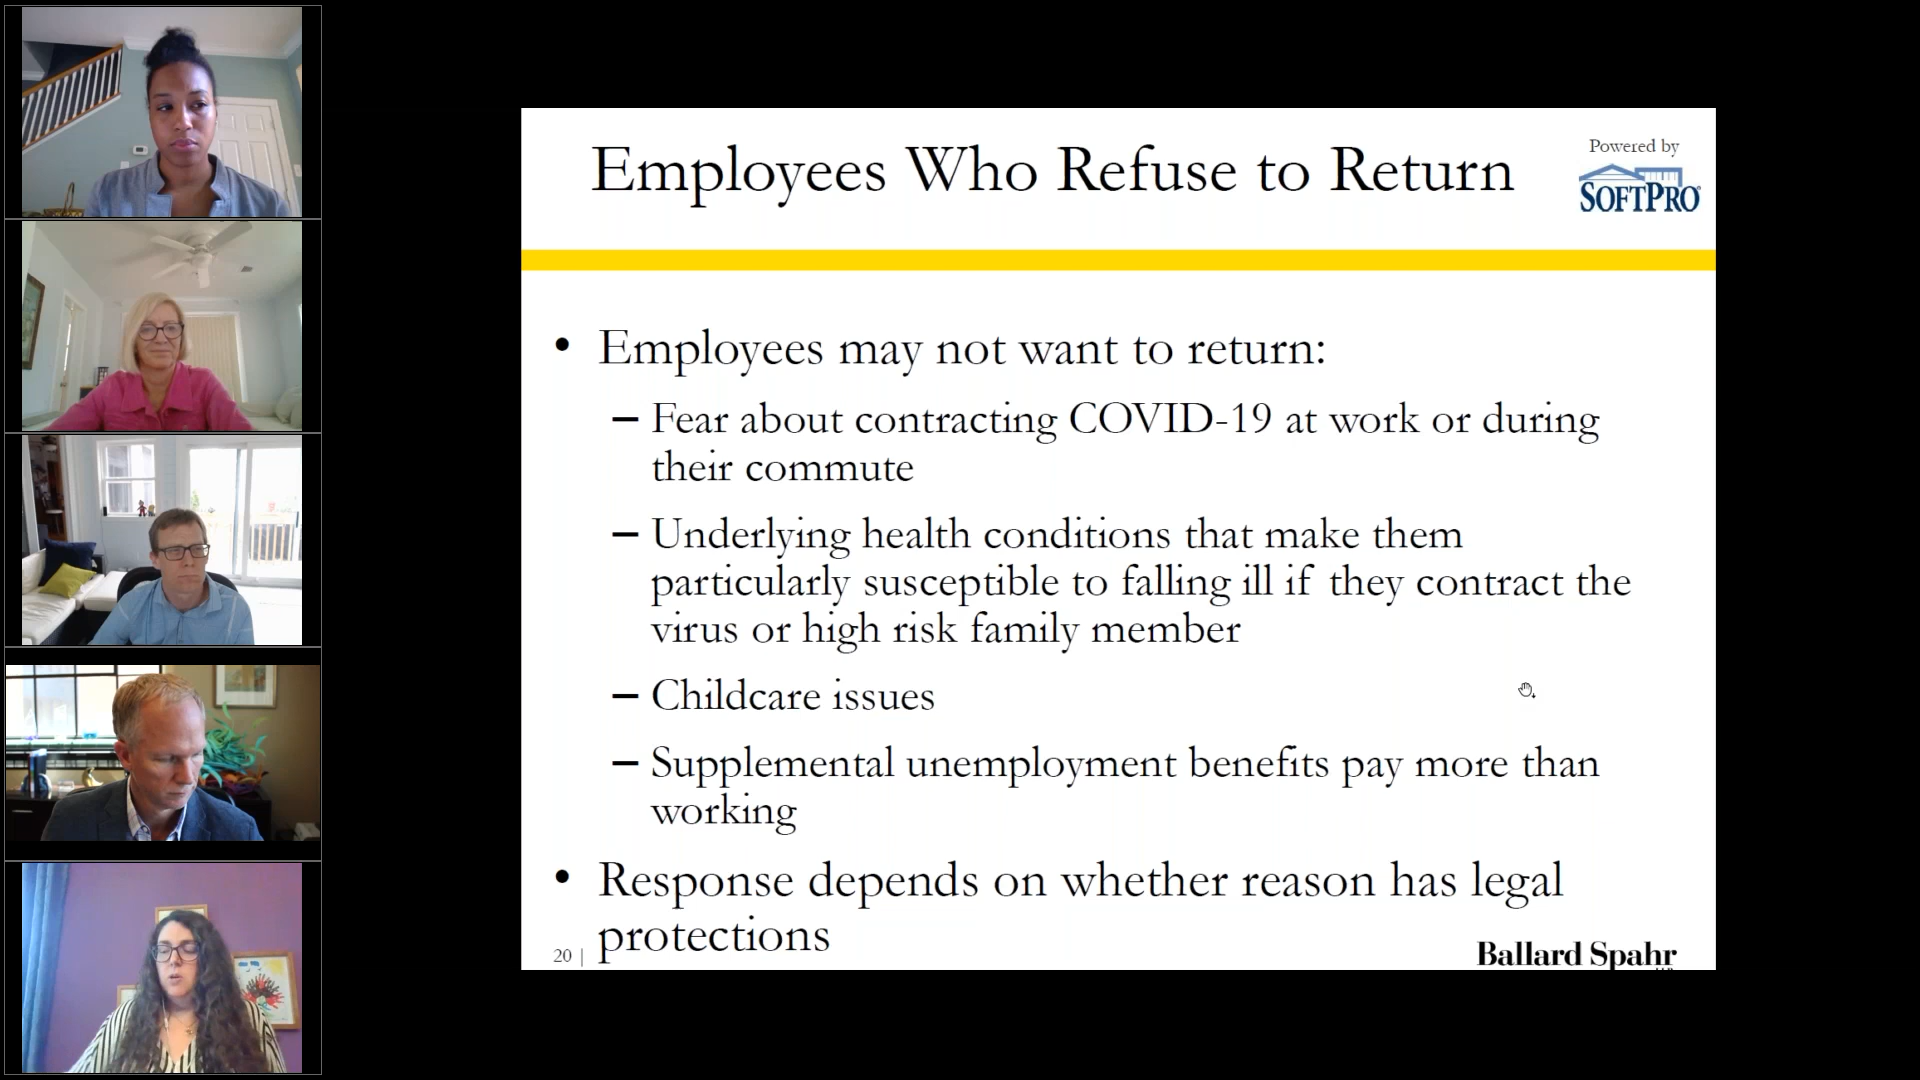 Employees Who Refuse to Return
Powered by
SOFTPRO
• Employees may not want to return:
– Fear about contracting COVID-19 at work or during
their commute
– Underlying health conditions that make them
particularly susceptible to falling ill if they contract the
virus or high risk family member
– Childcare issues
– Supplemental unemployment benefits pay more than
working
• Response depends on whether reason has legal
protections
20 |
Ballard Spahr